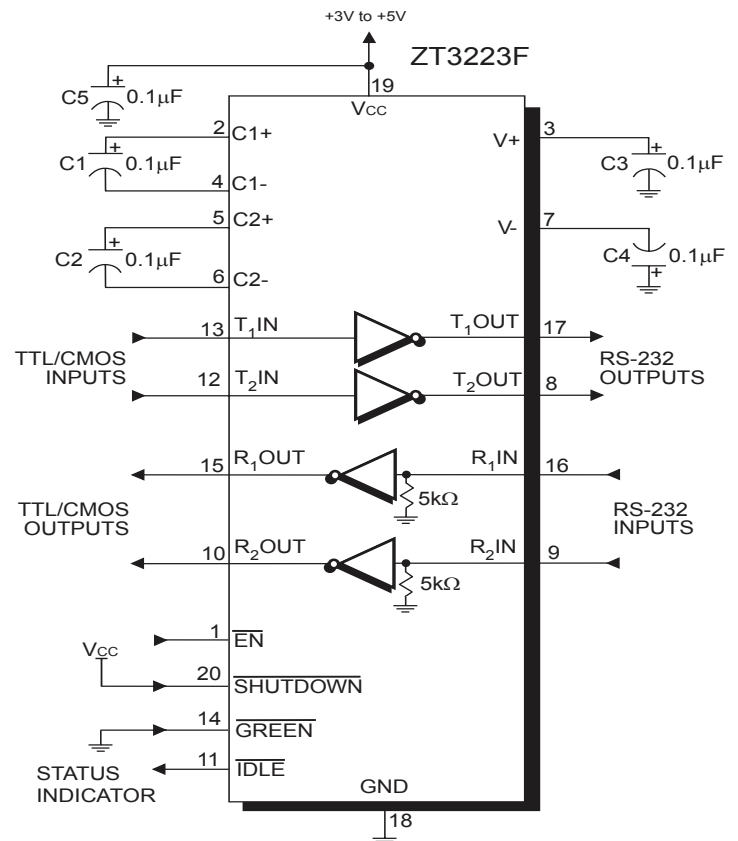 +3V to +5V
ZT3223F
19
VCC
C5 + 0.1μF
2 C1+
C1 + 0.1μF
4 C1-
5 C2+
C2 + 0.1μF
6 C2-
V+ 3
C3 + 0.1μF
V- 7
C4 + 0.1μF
TTL/CMOS
INPUTS
13 T1IN T1OUT 17
12 T2IN T2OUT 8
RS-232
OUTPUTS
TTL/CMOS
OUTPUTS
15 R1OUT R1IN 16
5kΩ
10 R2OUT R2IN 9
5kΩ
RS-232
INPUTS
1 EN
VCC
20 SHUTDOWN
14 GREEN
11 IDLE
STATUS
INDICATOR
GND
18